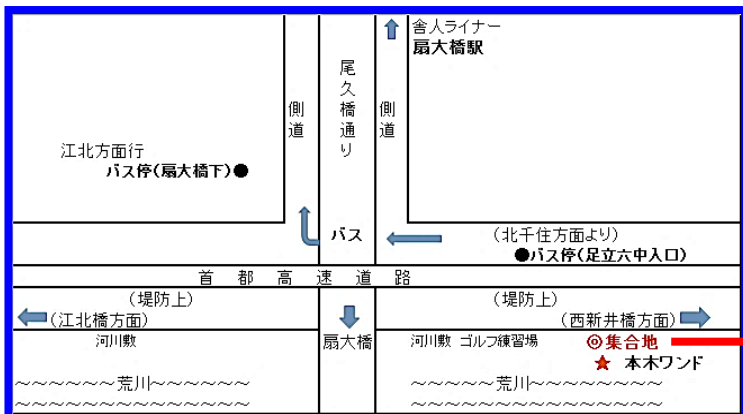 舎人ライナー
扇大橋駅
尾久橋通り
側道
側道
江北方面行
バス停(扇大橋下)●
バス
(北千住方面より)
●バス停(足立六中入口)
首都高速道路
(堤防上)
(江北橋方面)
(堤防上)
(西新井橋方面)
河川敷
扇大橋
河川敷 ゴルフ練習場
◎集合地
★ 本木ワンド
～～～～～～荒川～～～～～～
～～～～～～～～～～～～～～
～～～～～～荒川～～～～～～～～
～～～～～～～～～～～～～～～